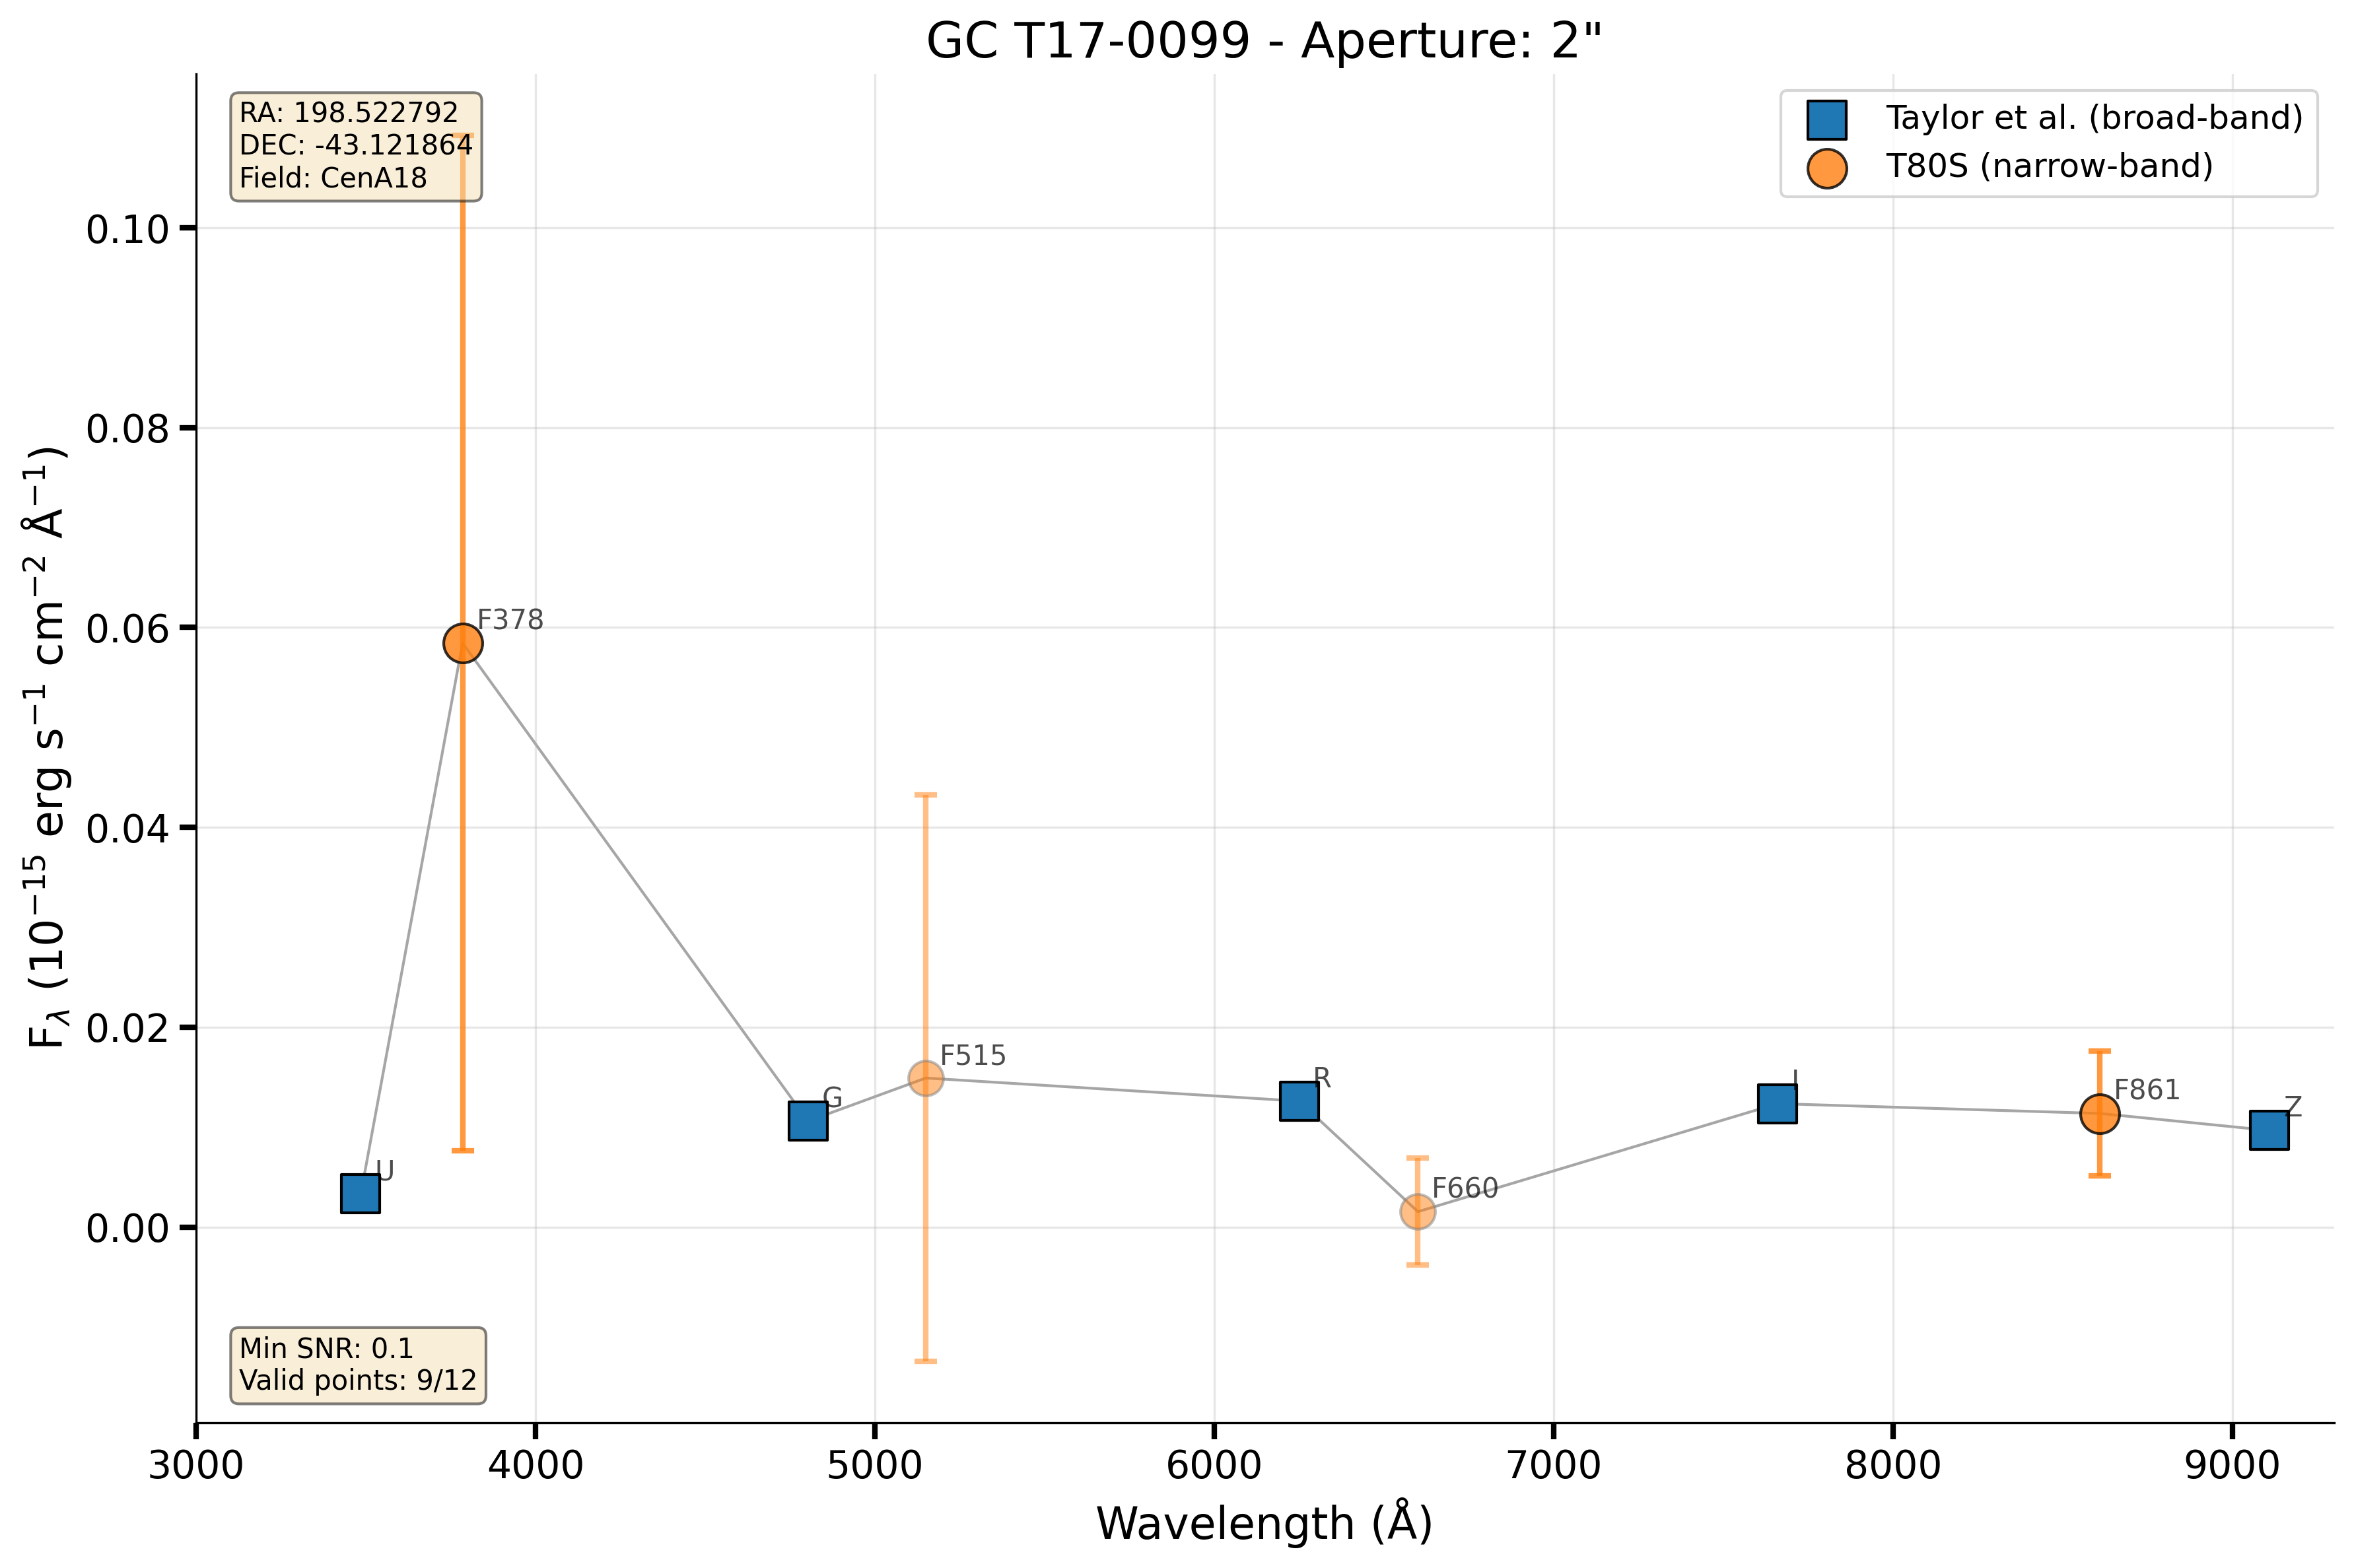 GC T17-0099 - Aperture: 2"
RA: 198.522792
DEC: -43.121864
Field: CenA18
Taylor et al. (broad-band)
T80S (narrow-band)
0.10
0.08
0.06
0.04
0.02
0.00
F_λ (10⁻¹⁵ erg s⁻¹ cm⁻² Å⁻¹)
F378
U
G
F515
R
F660
I
F861
Z
Min SNR: 0.1
Valid points: 9/12
3000 4000 5000 6000 7000 8000 9000
Wavelength (Å)